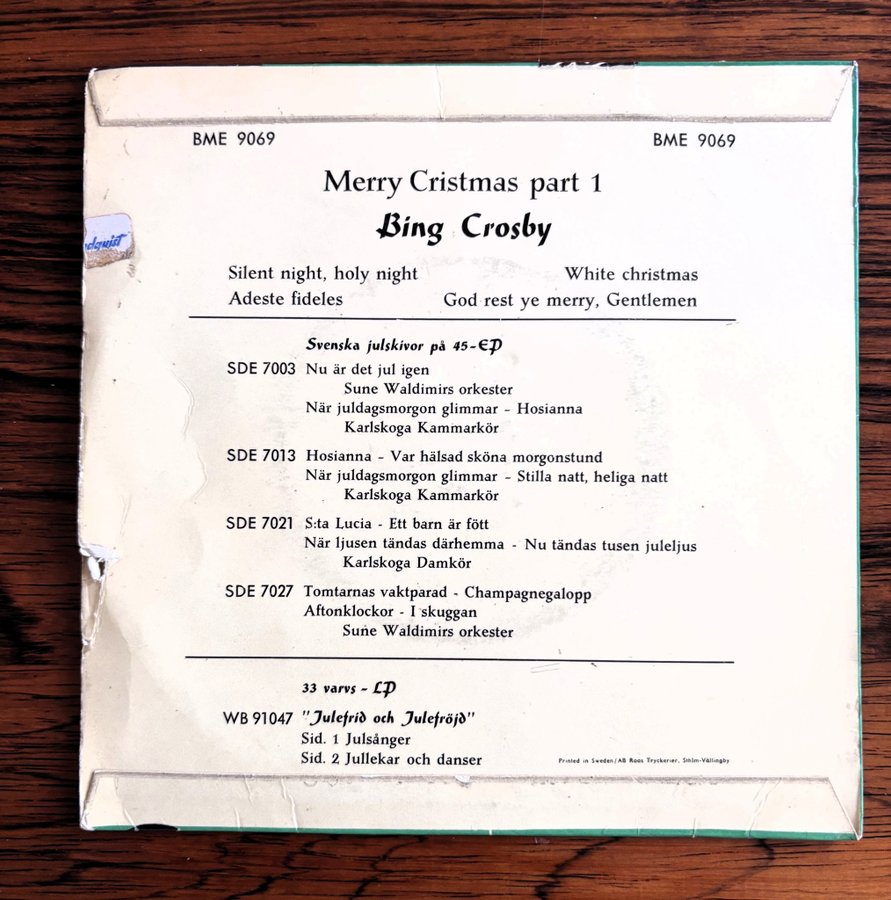 BME 9069 BME 9069
Merry Cristmas part 1
Bing Crosby
Silent night, holy night White christmas
Adeste fideles God rest ye merry, Gentlemen
Svenska julskivor på 45-EP
SDE 7003 Nu är det jul igen
Sune Waldimirs orkester
När juldagsmorgon glimmar - Hosianna
Karlskoga Kammarkör
SDE 7013 Hosianna - Var hälsad sköna morgonstund
När juldagsmorgon glimmar - Stilla natt, heliga natt
Karlskoga Kammarkör
SDE 7021 S:ta Lucia - Ett barn är fött
När ljusen tändas därhemma - Nu tändas tusen juleljus
Karlskoga Damkör
SDE 7027 Tomtarnas vaktparad - Champagnegalopp
Aftonklockor - I skuggan
Sune Waldimirs orkester
33 varvs - LP
WB 91047 "Julefrid och Julefröjd"
Sid. 1 Julsånger
Sid. 2 Jullekar och danser
Printed in Sweden/AB Roos Tryckerier, Sthlm-Vällingby